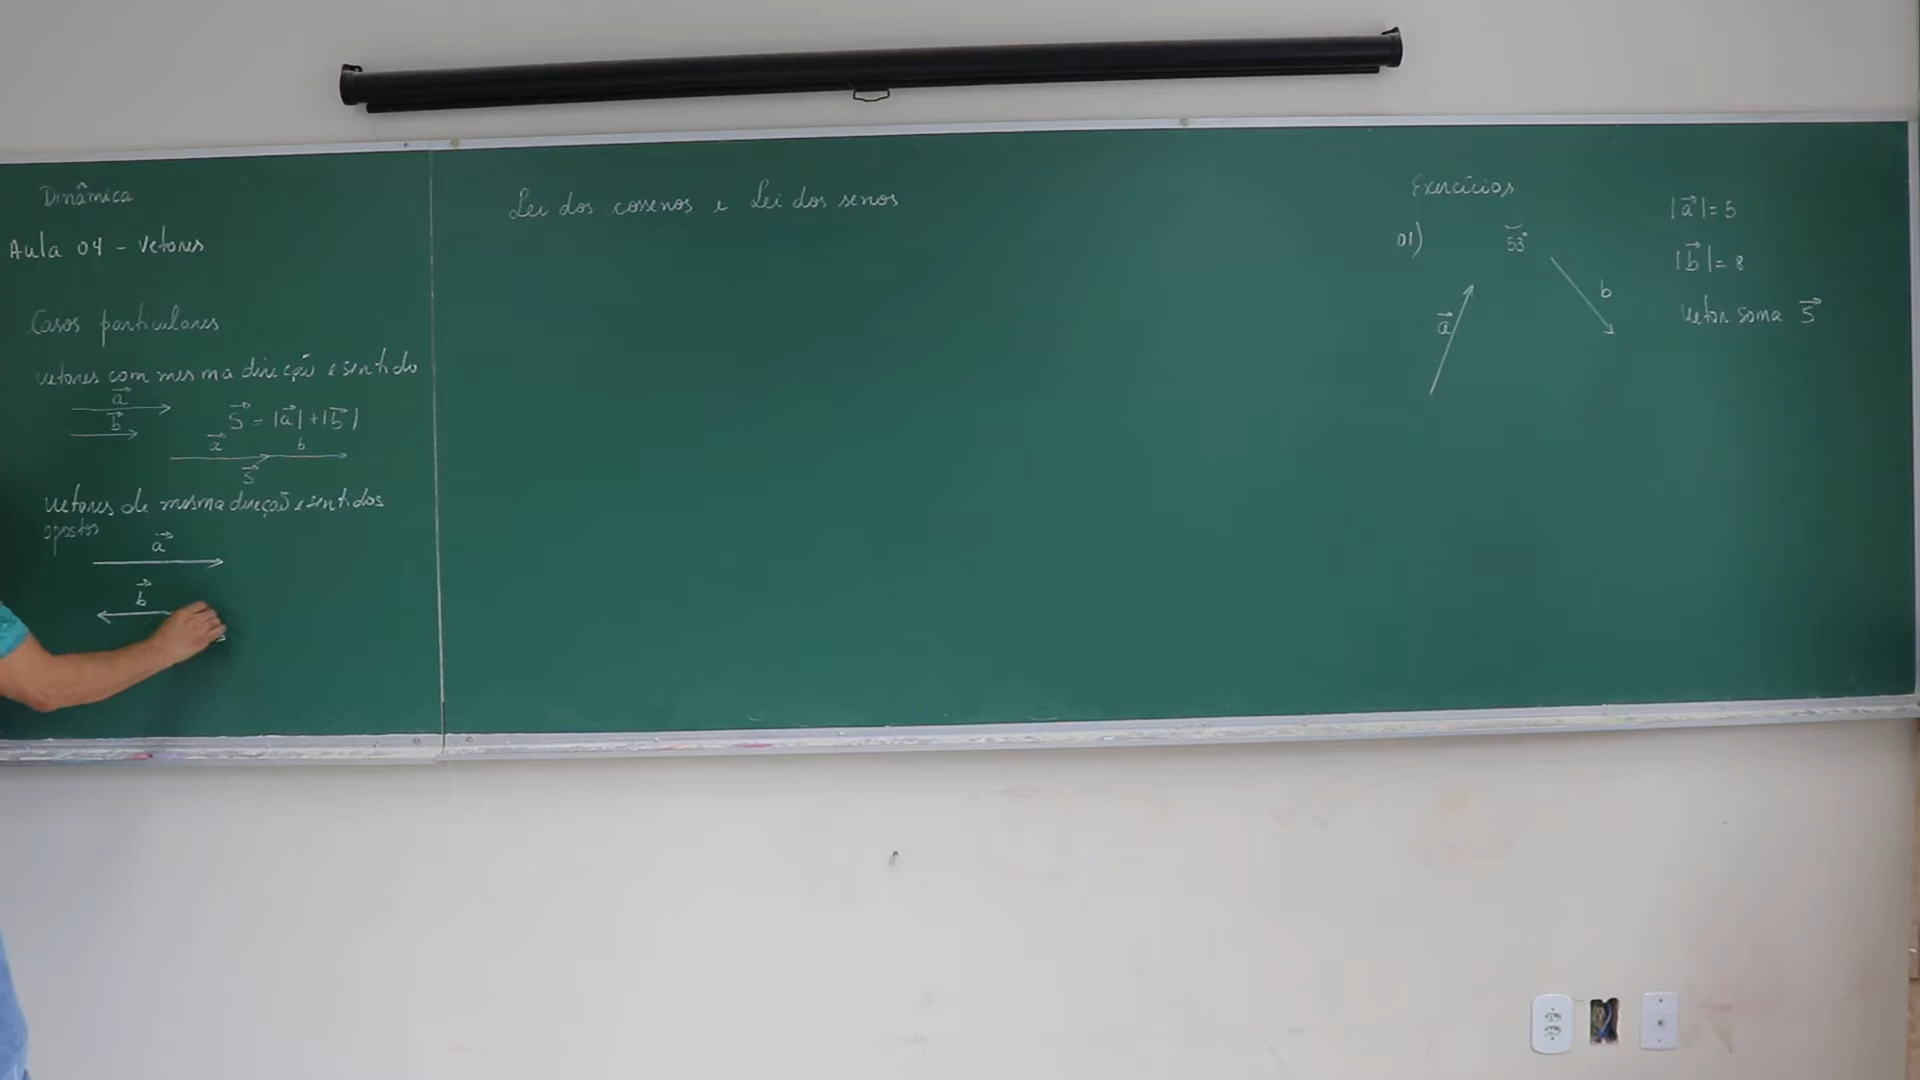 Dinâmica
Aula 04 - Vetores
Casos particulares
vetores com mesma direção e sentido
a⃗
b⃗
S⃗ = |a⃗| + |b⃗|
a⃗ b
S⃗
vetores de mesma direção e sentidos
opostos
a⃗
b⃗
Lei dos cossenos e Lei dos senos
Exercícios
01) 53°
a⃗
b
|a⃗| = 5
|b⃗| = 8
Vetor soma S⃗